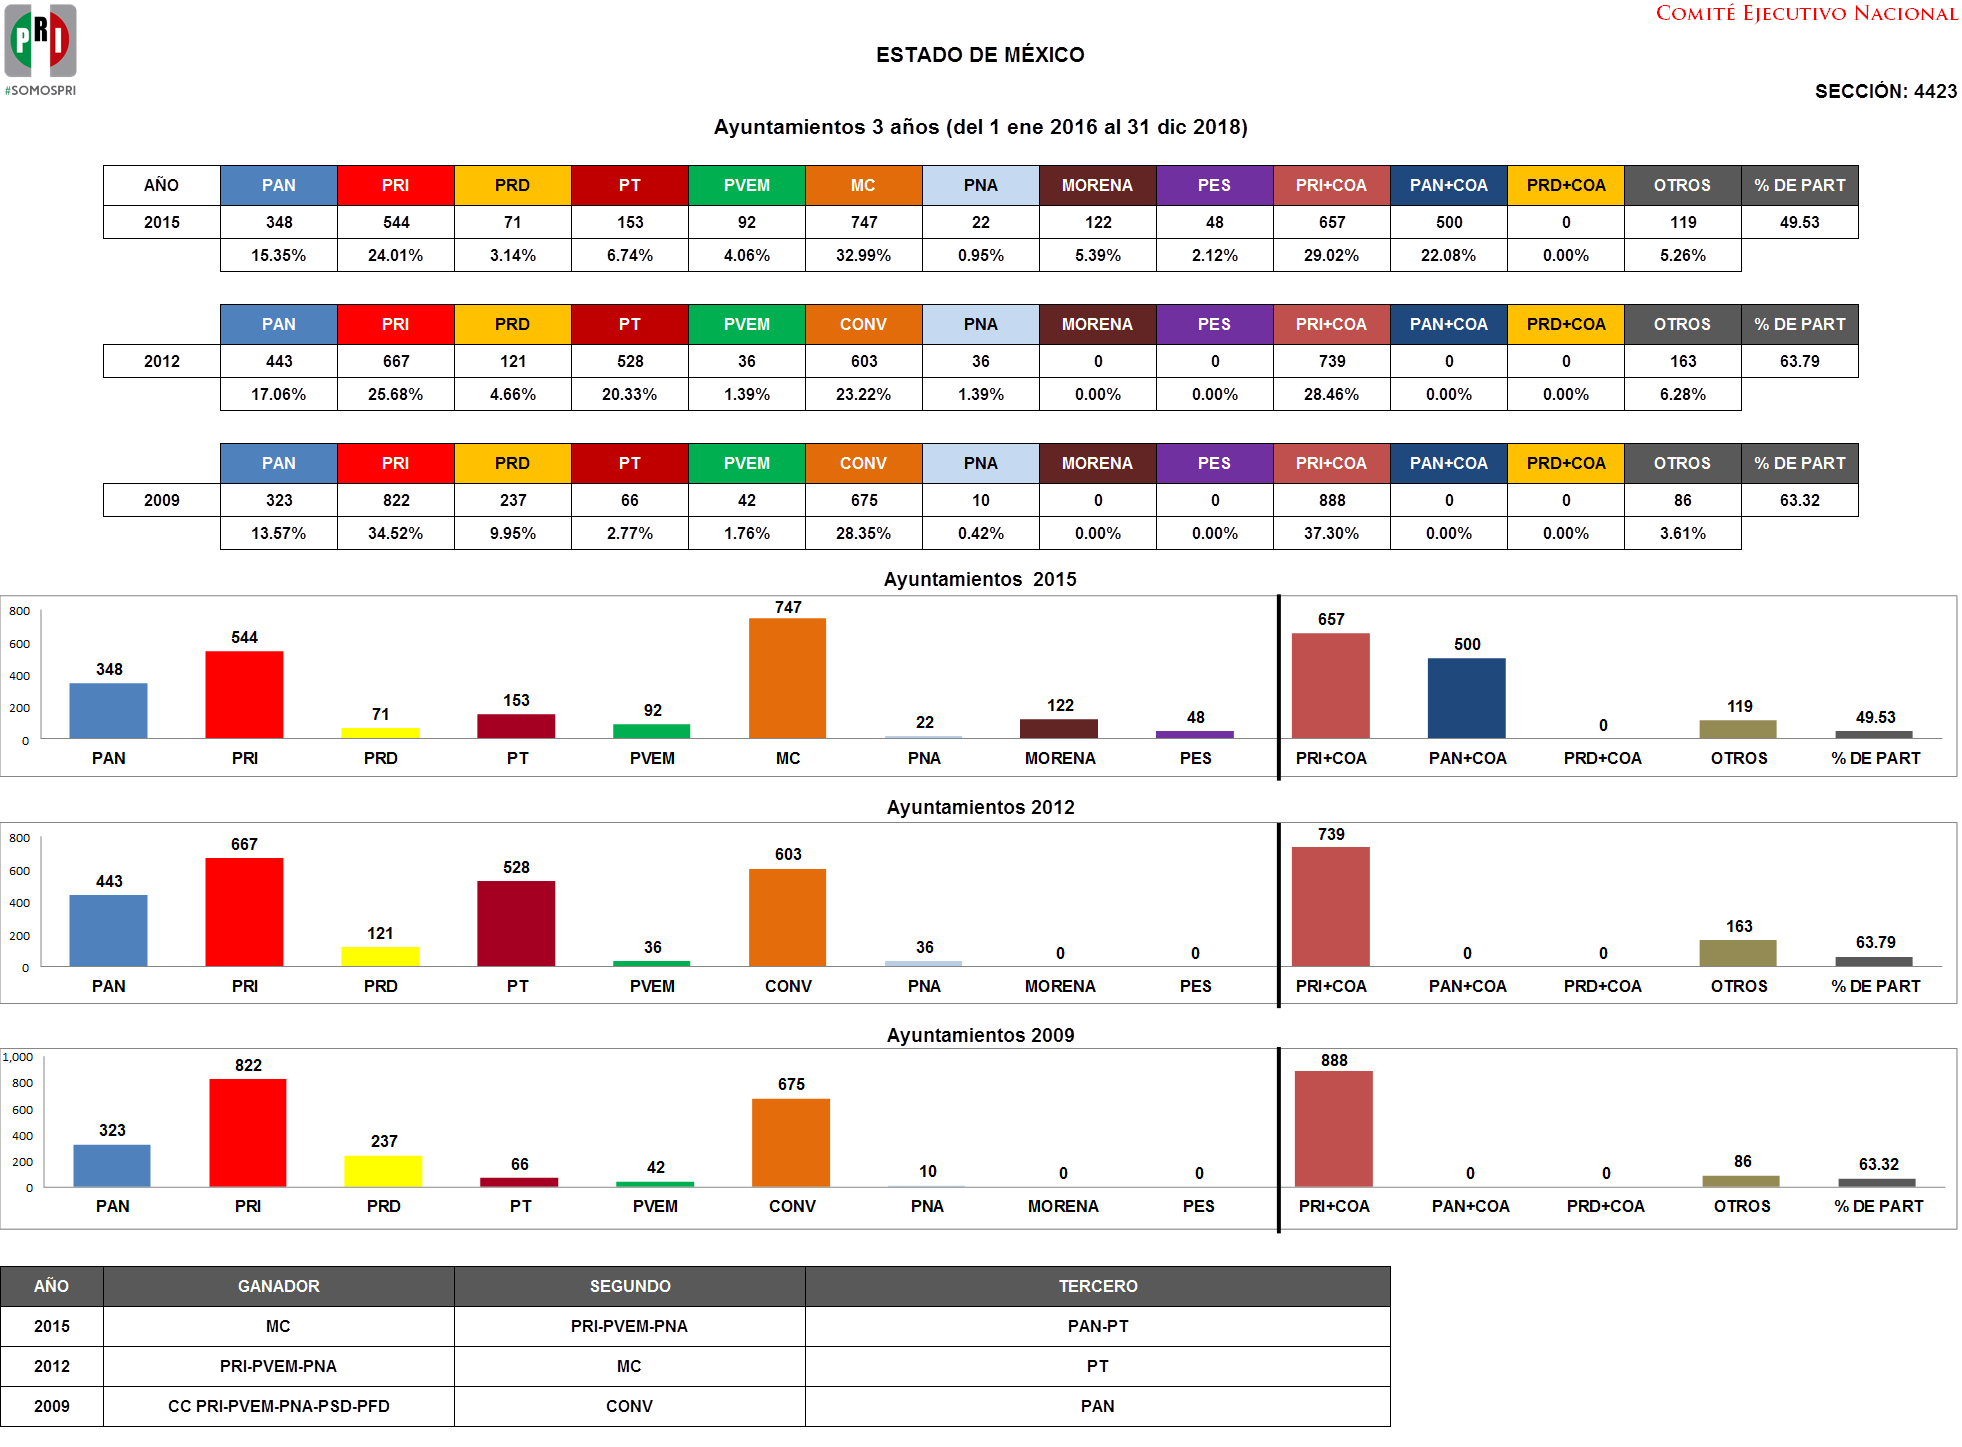 PRI
#SOMOSPRI
COMITÉ EJECUTIVO NACIONAL
ESTADO DE MÉXICO
SECCIÓN: 4423
Ayuntamientos 3 años (del 1 ene 2016 al 31 dic 2018)
AÑO PAN PRI PRD PT PVEM MC PNA MORENA PES PRI+COA PAN+COA PRD+COA OTROS % DE PART
2015 348 544 71 153 92 747 22 122 48 657 500 0 119 49.53
15.35% 24.01% 3.14% 6.74% 4.06% 32.99% 0.95% 5.39% 2.12% 29.02% 22.08% 0.00% 5.26%
PAN PRI PRD PT PVEM CONV PNA MORENA PES PRI+COA PAN+COA PRD+COA OTROS % DE PART
2012 443 667 121 528 36 603 36 0 0 739 0 0 163 63.79
17.06% 25.68% 4.66% 20.33% 1.39% 23.22% 1.39% 0.00% 0.00% 28.46% 0.00% 0.00% 6.28%
PAN PRI PRD PT PVEM CONV PNA MORENA PES PRI+COA PAN+COA PRD+COA OTROS % DE PART
2009 323 822 237 66 42 675 10 0 0 888 0 0 86 63.32
13.57% 34.52% 9.95% 2.77% 1.76% 28.35% 0.42% 0.00% 0.00% 37.30% 0.00% 0.00% 3.61%
Ayuntamientos 2015
800
600
400
200
0
348 544 71 153 92 747 22 122 48 657 500 0 119 49.53
PAN PRI PRD PT PVEM MC PNA MORENA PES PRI+COA PAN+COA PRD+COA OTROS % DE PART
Ayuntamientos 2012
800
600
400
200
0
443 667 121 528 36 603 36 0 0 739 0 0 163 63.79
PAN PRI PRD PT PVEM CONV PNA MORENA PES PRI+COA PAN+COA PRD+COA OTROS % DE PART
Ayuntamientos 2009
1,000
800
600
400
200
0
323 822 237 66 42 675 10 0 0 888 0 0 86 63.32
PAN PRI PRD PT PVEM CONV PNA MORENA PES PRI+COA PAN+COA PRD+COA OTROS % DE PART
AÑO GANADOR SEGUNDO TERCERO
2015 MC PRI-PVEM-PNA PAN-PT
2012 PRI-PVEM-PNA MC PT
2009 CC PRI-PVEM-PNA-PSD-PFD CONV PAN